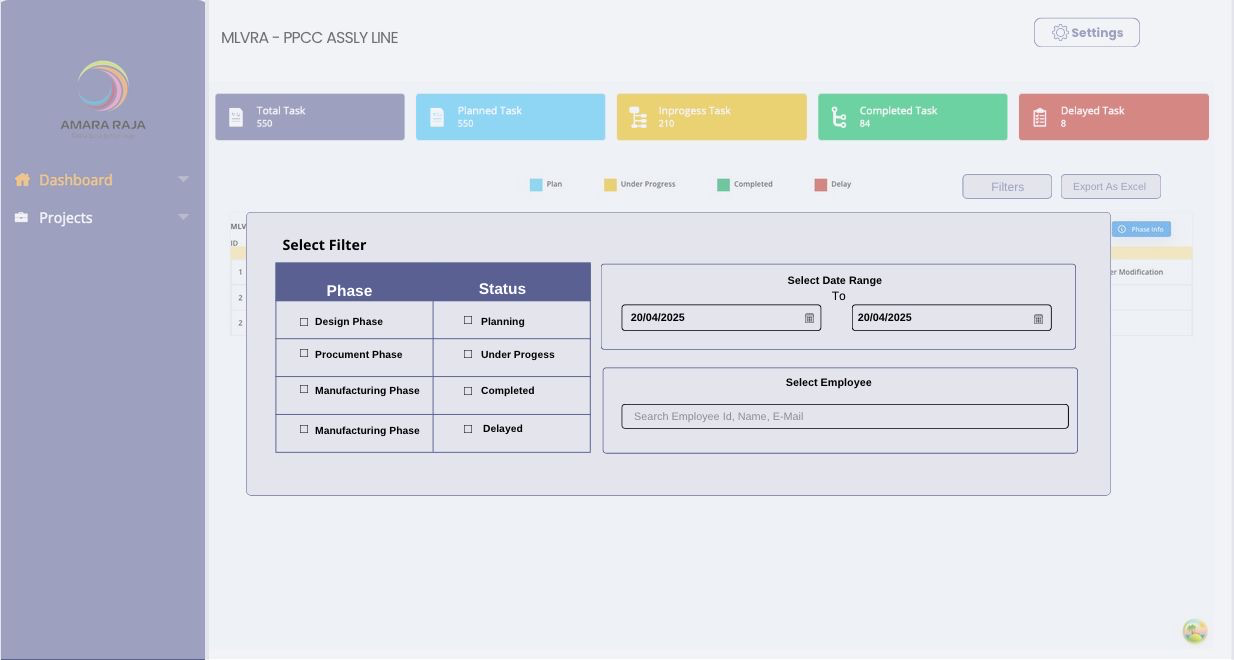 MLVRA - PPCC ASSLY LINE
Settings
AMARA RAJA
Dashboard
Projects
Total Task
550
Planned Task
550
Inprogess Task
210
Completed Task
84
Delayed Task
8
Plan
Under Progress
Completed
Delay
Filters
Export As Excel
MLV
Phase Info
ID
1
er Modification
2
2
Select Filter
Phase
Status
Design Phase
Planning
Procument Phase
Under Progess
Manufacturing Phase
Completed
Manufacturing Phase
Delayed
Select Date Range
To
20/04/2025
20/04/2025
Select Employee
Search Employee Id, Name, E-Mail